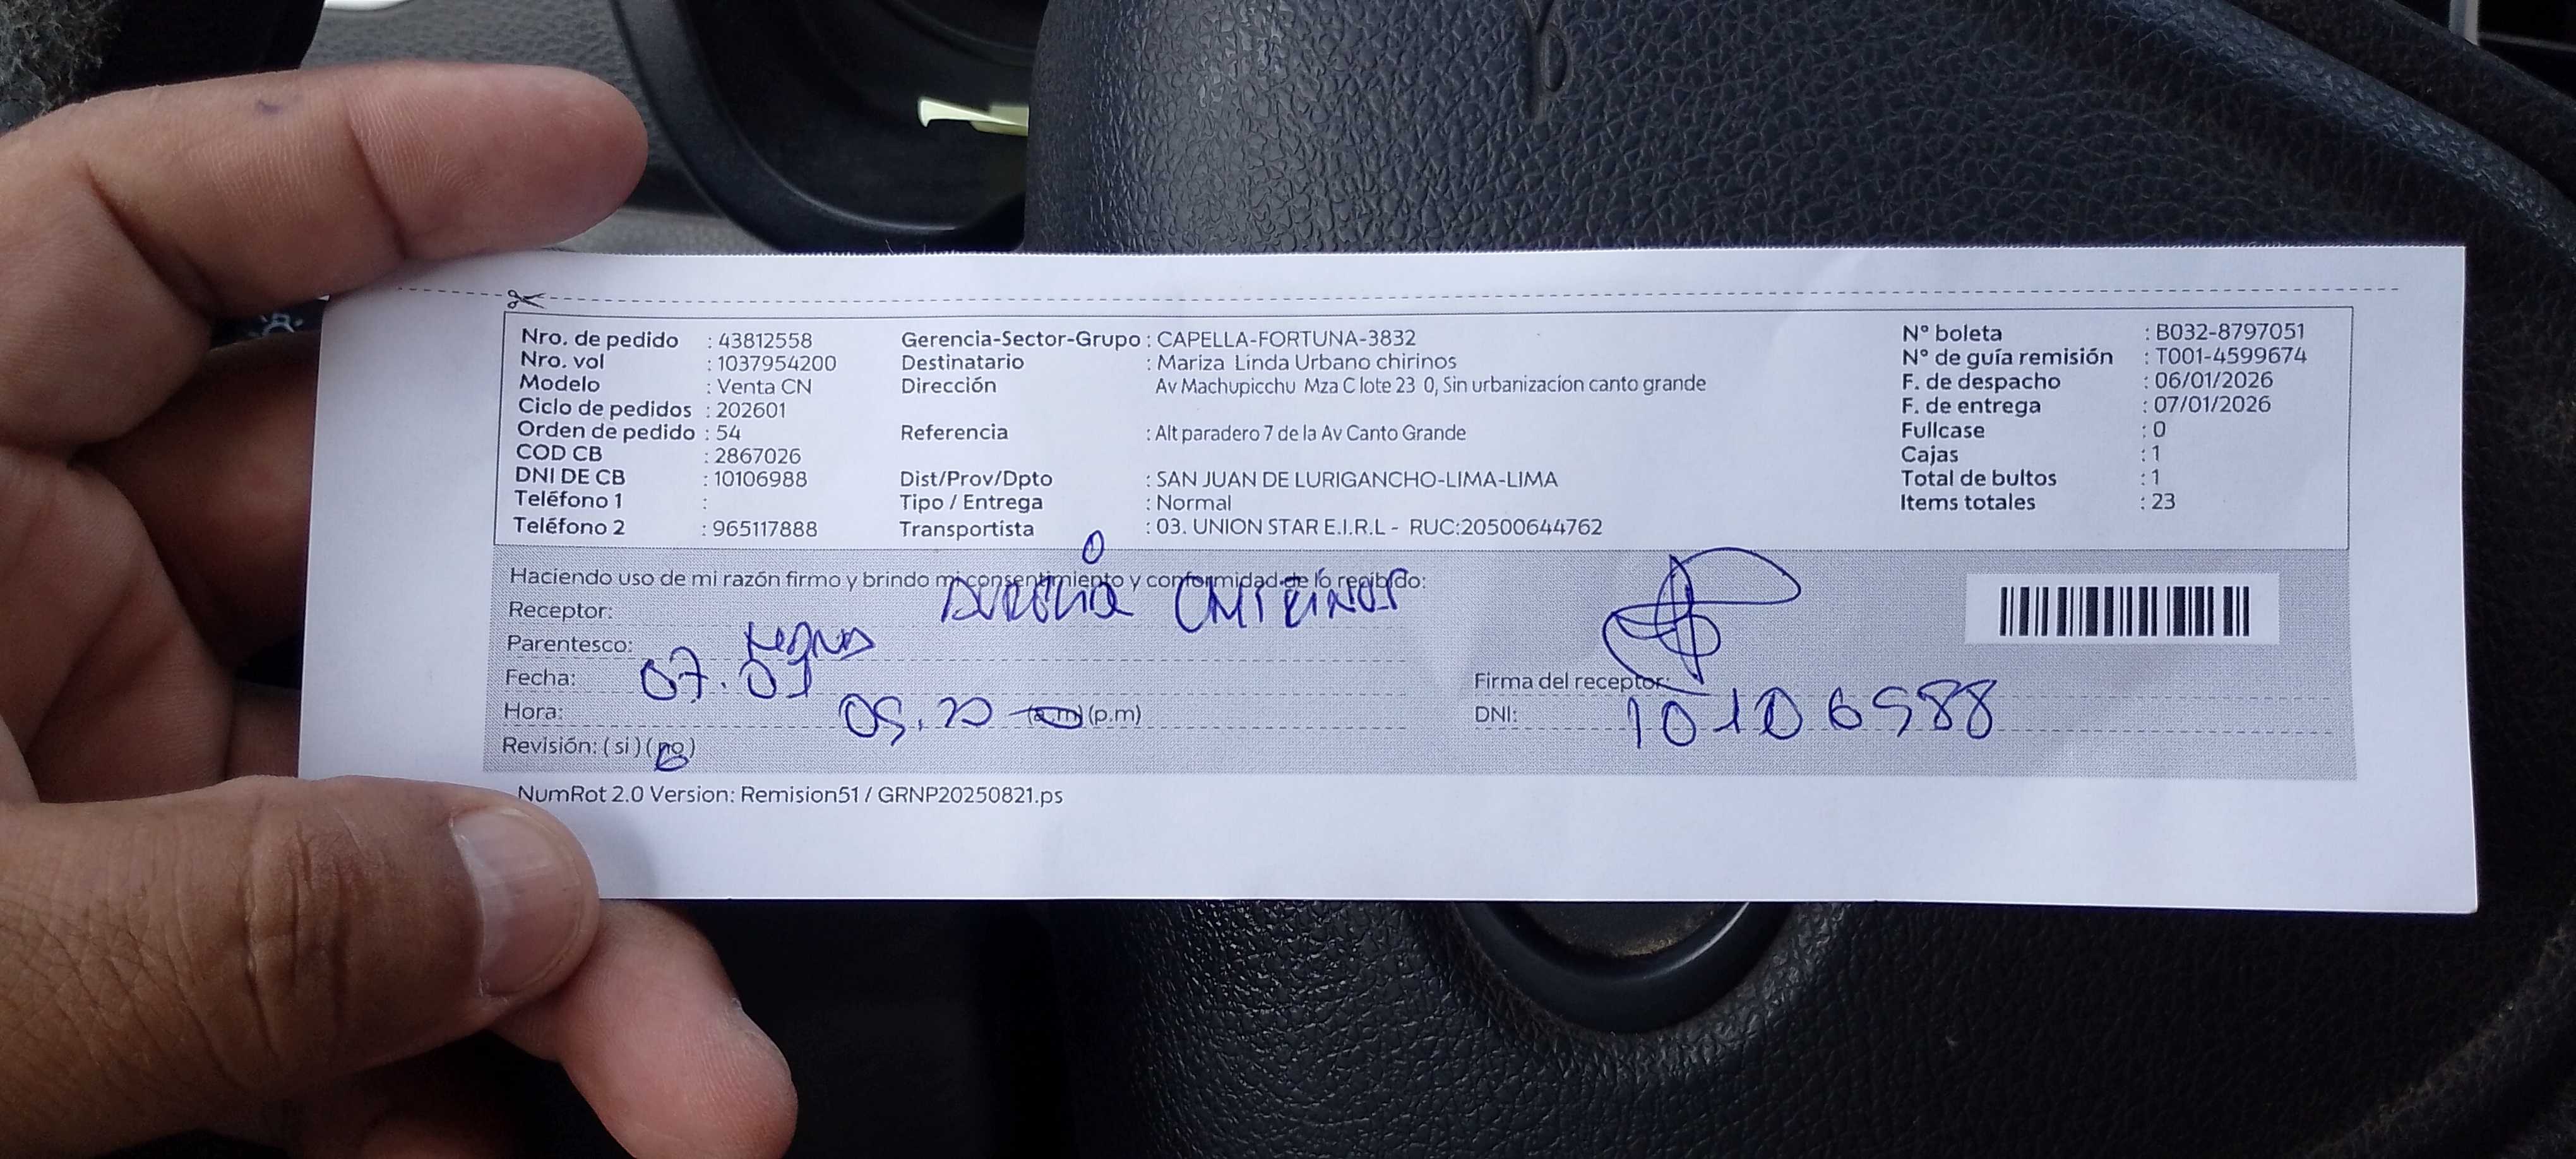 Nro. de pedido : 43812558 Gerencia-Sector-Grupo : CAPELLA-FORTUNA-3832 N° boleta : B032-8797051
Nro. vol : 1037954200 Destinatario : Mariza Linda Urbano chirinos N° de guía remisión : T001-4599674
Modelo : Venta CN Dirección Av Machupicchu Mza C lote 23 0, Sin urbanizacion canto grande F. de despacho : 06/01/2026
Ciclo de pedidos : 202601 F. de entrega : 07/01/2026
Orden de pedido : 54 Referencia : Alt paradero 7 de la Av Canto Grande Fullcase : 0
COD CB : 2867026 Cajas : 1
DNI DE CB : 10106988 Dist/Prov/Dpto : SAN JUAN DE LURIGANCHO-LIMA-LIMA Total de bultos : 1
Teléfono 1 : Tipo / Entrega : Normal Items totales : 23
Teléfono 2 : 965117888 Transportista : 03. UNION STAR E.I.R.L - RUC:20500644762
Haciendo uso de mi razón firmo y brindo mi consentimiento y conformidad de lo recibido:
Receptor:
Parentesco:
Fecha: 07.01 Firma del receptor:
Hora: 09.20 (a.m) (p.m) DNI: 10106988
Revisión: ( si ) ( no )
NumRot 2.0 Version: Remision51 / GRNP20250821.ps